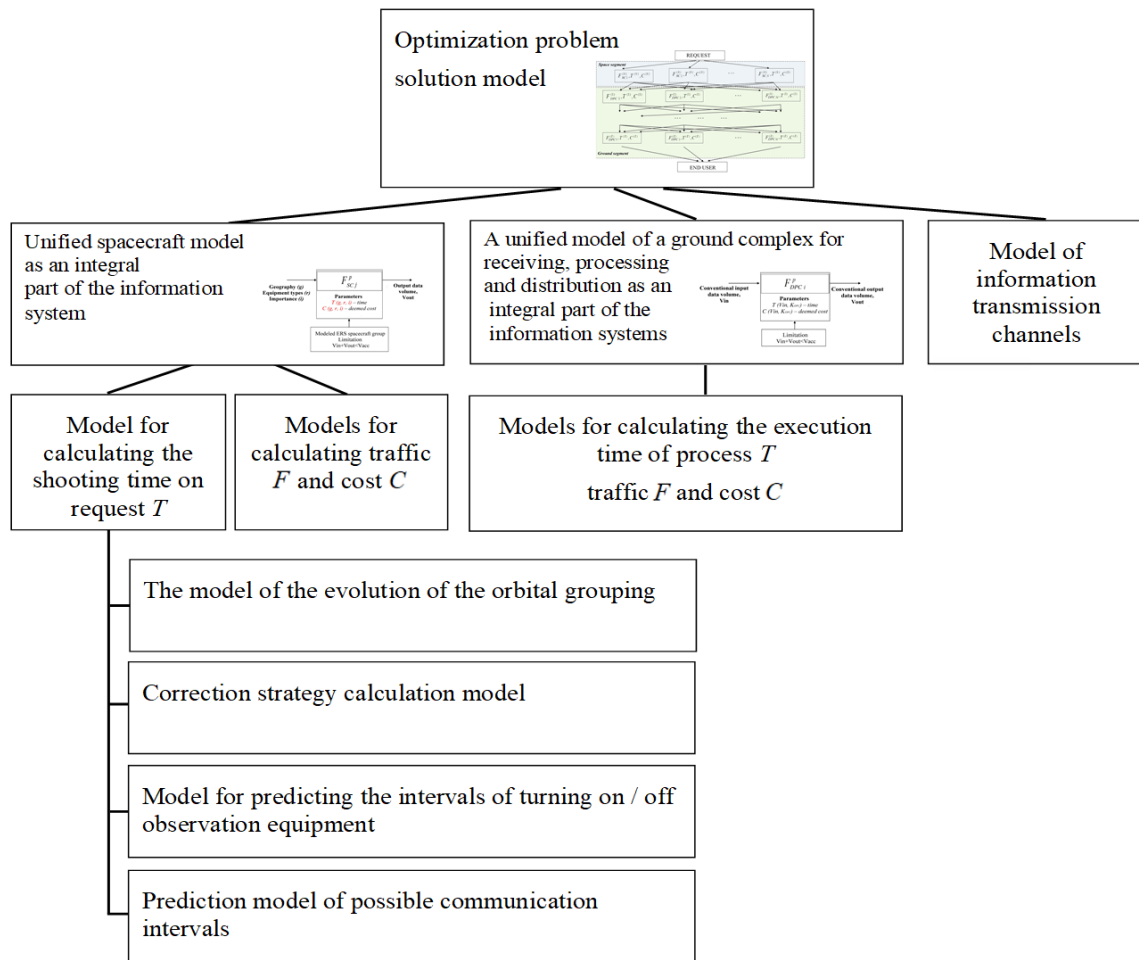 Optimization problem
solution model
REQUEST
Space segment
Ground segment
END USER
Unified spacecraft model
as an integral
part of the information
system
Geography (g)
Equipment types (e)
Importance (i)
Output data
volume,
Vout
Parameters
T (g, e, i) – time
C (g, e, i) – deemed cost
Modeled ERS spacecraft group
Limitation
Vin+Vout<Vacc
A unified model of a ground complex for
receiving, processing
and distribution as an
integral part of the
information systems
Conventional input
data volume,
Vin
Conventional output
data volume,
Vout
Parameters
– time
– deemed cost
Limitation
Vin+Vout<Vacc
Model of
information
transmission
channels
Model for
calculating the
shooting time on
request T
Models for
calculating traffic
F and cost C
Models for calculating the execution
time of process T
traffic F and cost C
The model of the evolution of the orbital grouping
Correction strategy calculation model
Model for predicting the intervals of turning on / off
observation equipment
Prediction model of possible communication
intervals